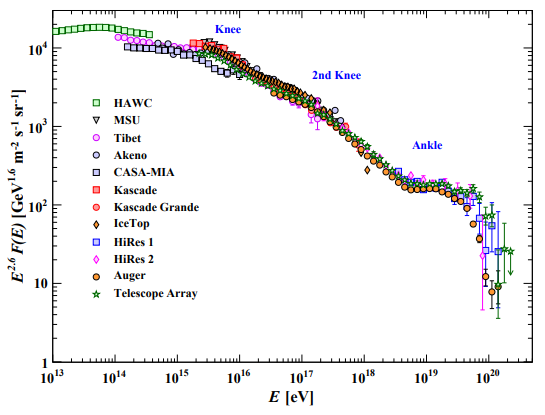 Knee
2nd Knee
Ankle
HAWC
MSU
Tibet
Akeno
CASA-MIA
Kascade
Kascade Grande
IceTop
HiRes 1
HiRes 2
Auger
Telescope Array
E^2.6 F(E) [GeV^1.6 m-2 s-1 sr-1]
10^4
10^3
10^2
10
1
10^13 10^14 10^15 10^16 10^17 10^18 10^19 10^20
E [eV]